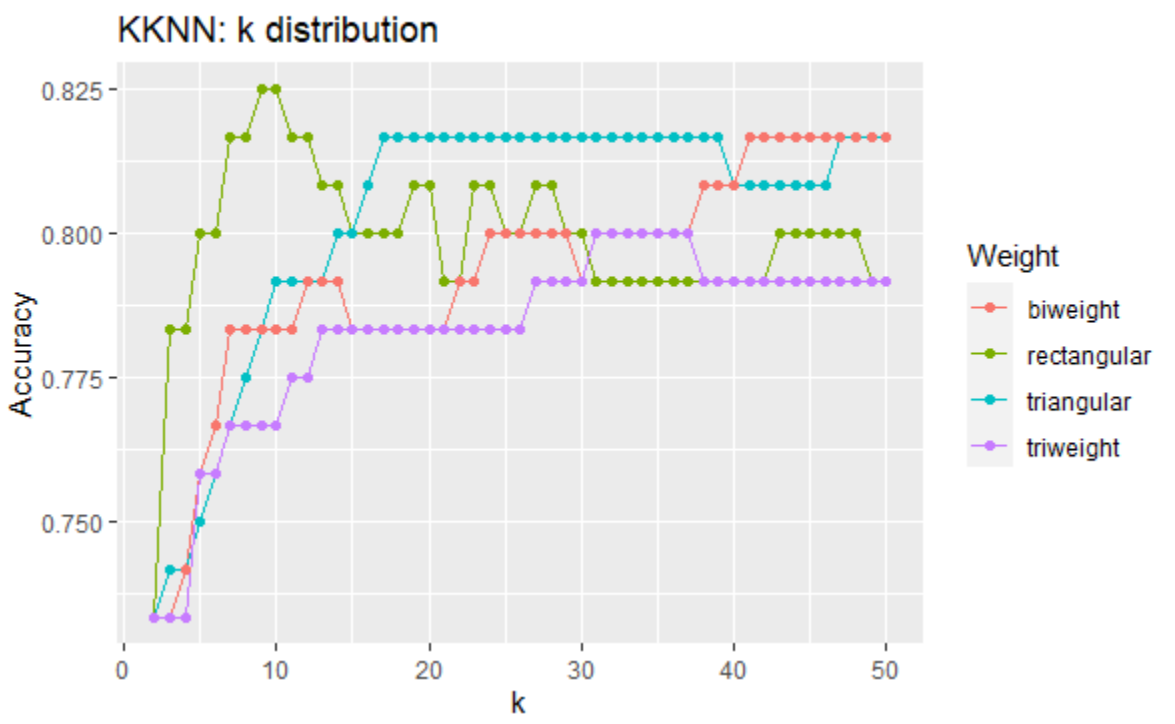 KKNN: k distribution
0.825
0.800
0.775
0.750
Accuracy
0 10 20 30 40 50
k
Weight
biweight
rectangular
triangular
triweight